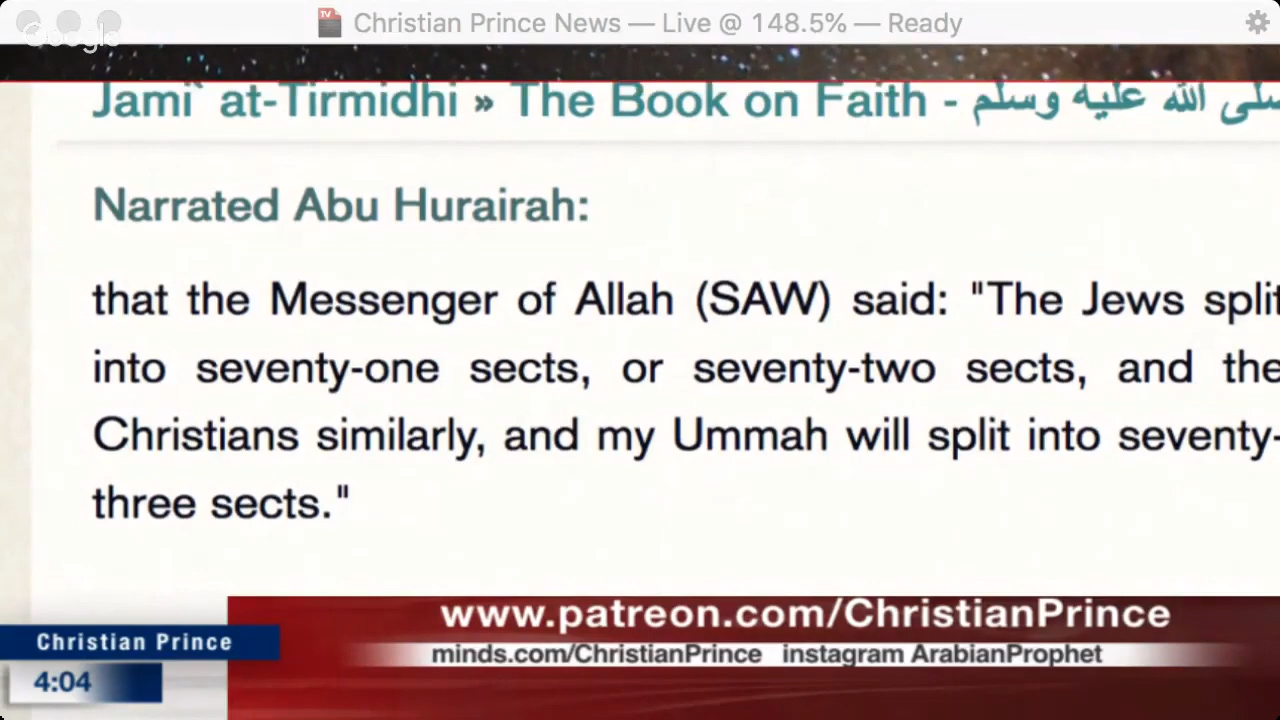 Christian Prince News — Live @ 148.5% — Ready
Google
Jami` at-Tirmidhi » The Book on Faith - صلى الله عليه وسلم
Narrated Abu Hurairah:
that the Messenger of Allah (SAW) said: "The Jews split
into seventy-one sects, or seventy-two sects, and the
Christians similarly, and my Ummah will split into seventy-
three sects."
www.patreon.com/ChristianPrince
Christian Prince
minds.com/ChristianPrince instagram ArabianProphet
4:04